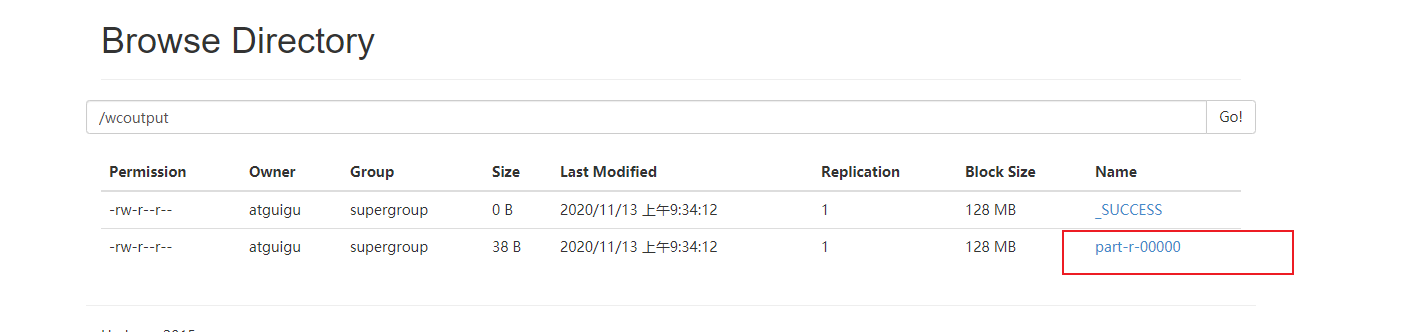 Browse Directory
/wcoutput Go!
Permission Owner Group Size Last Modified Replication Block Size Name
-rw-r--r-- atguigu supergroup 0 B 2020/11/13 上午9:34:12 1 128 MB _SUCCESS
-rw-r--r-- atguigu supergroup 38 B 2020/11/13 上午9:34:12 1 128 MB part-r-00000